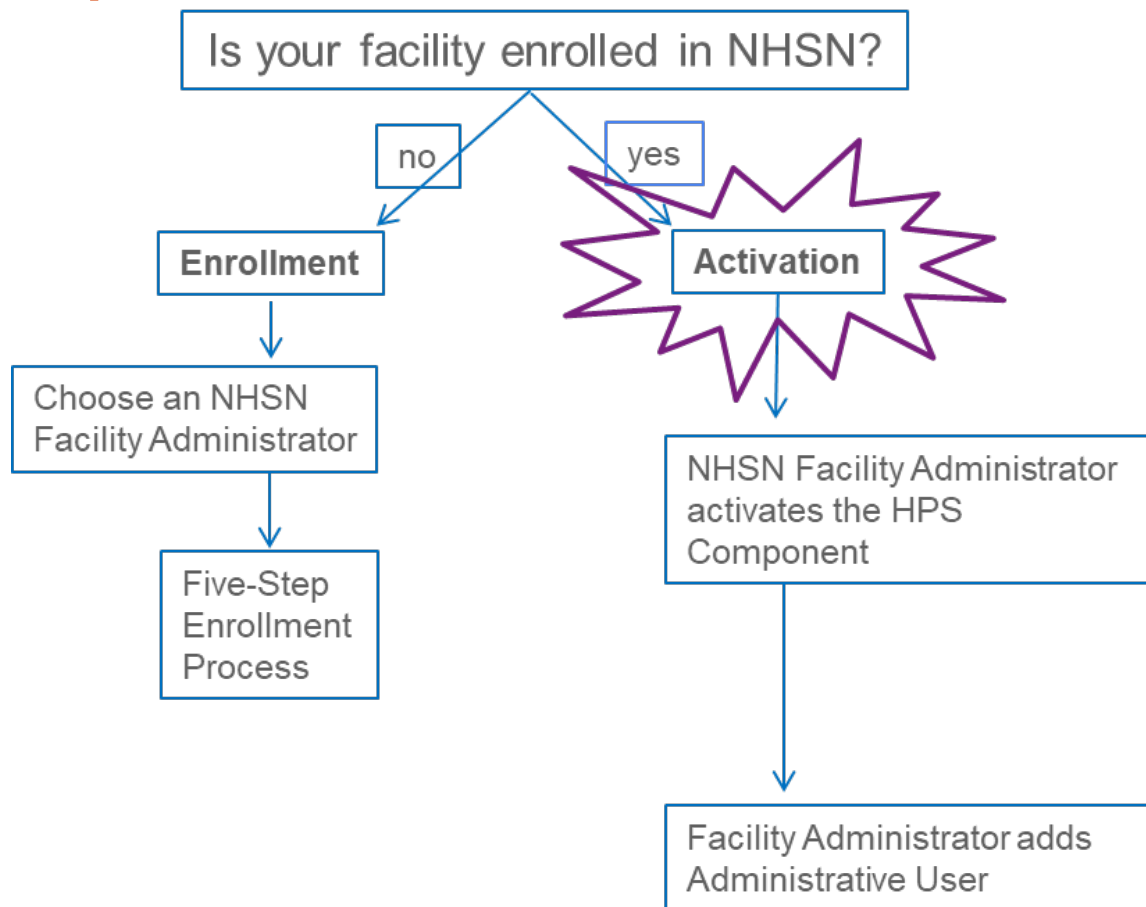 Is your facility enrolled in NHSN?
no
yes
Enrollment
Activation
Choose an NHSN
Facility Administrator
NHSN Facility Administrator
activates the HPS
Component
Five-Step
Enrollment
Process
Facility Administrator adds
Administrative User